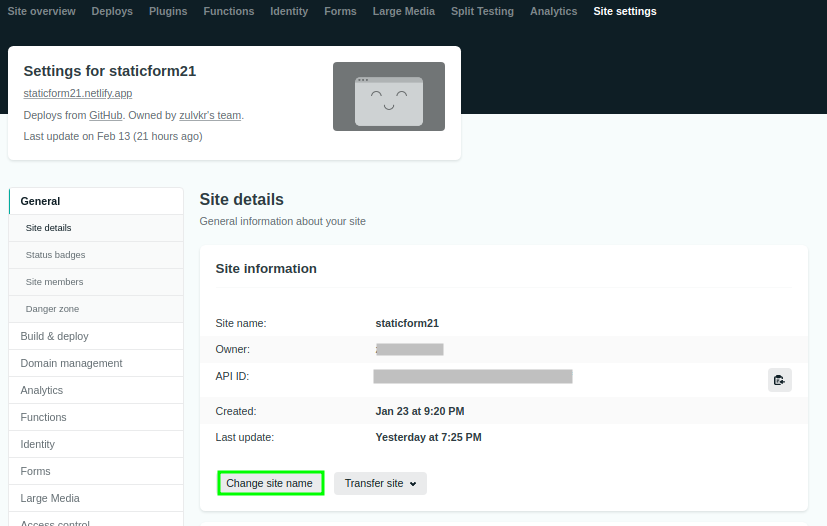 Site overview Deploys Plugins Functions Identity Forms Large Media Split Testing Analytics Site settings
Settings for staticform21
staticform21.netlify.app
Deploys from GitHub. Owned by zulvkr's team.
Last update on Feb 13 (21 hours ago)
General
Site details
Status badges
Site members
Danger zone
Build & deploy
Domain management
Analytics
Functions
Identity
Forms
Large Media
Access control
Site details
General information about your site
Site information
Site name: staticform21
Owner:
API ID:
Created: Jan 23 at 9:20 PM
Last update: Yesterday at 7:25 PM
Change site name Transfer site